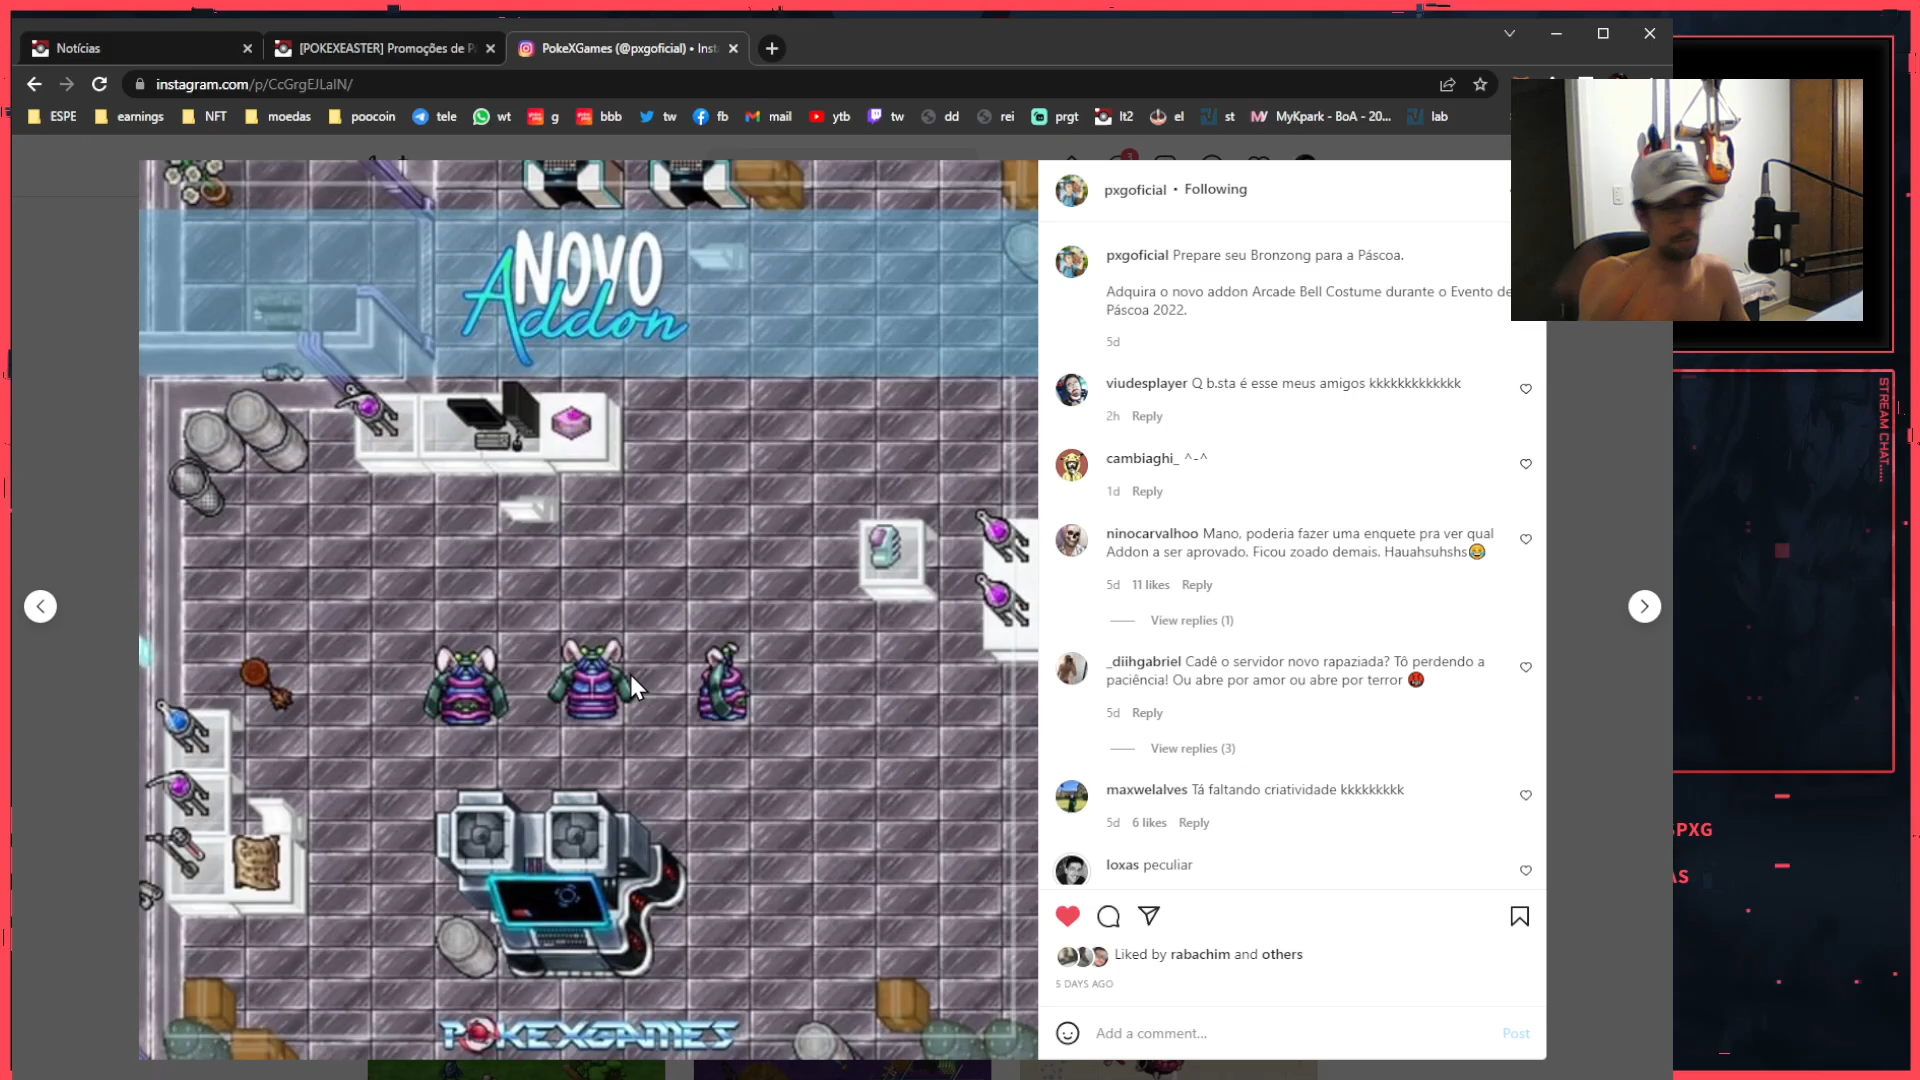 Notícias
[POKEXEASTER] Promoções de P
PokeXGames (@pxgoficial) • Inst
instagram.com/p/CcGrgEJLaIN/
ESPE
earnings
NFT
moedas
poocoin
tele
wt
g
bbb
tw
fb
mail
ytb
tw
dd
rei
prgt
lt2
el
st
MyKpark - BoA - 20...
lab
NOVO
Addon
POKEXGAMES
pxgoficial • Following
pxgoficial Prepare seu Bronzong para a Páscoa.
Adquira o novo addon Arcade Bell Costume durante o Evento de
Páscoa 2022.
5d
viudesplayer Q b.sta é esse meus amigos kkkkkkkkkkkkk
2h Reply
cambiaghi_ ^-^
1d Reply
ninocarvalhoo Mano, poderia fazer uma enquete pra ver qual
Addon a ser aprovado. Ficou zoado demais. Hauahsuhshs😂
5d 11 likes Reply
View replies (1)
_diihgabriel Cadê o servidor novo rapaziada? Tô perdendo a
paciência! Ou abre por amor ou abre por terror 👹
5d Reply
View replies (3)
maxwelalves Tá faltando criatividade kkkkkkkkk
5d 6 likes Reply
loxas peculiar
Liked by rabachim and others
5 DAYS AGO
Add a comment...
Post
STREAM CHAT....
SPXG
AS